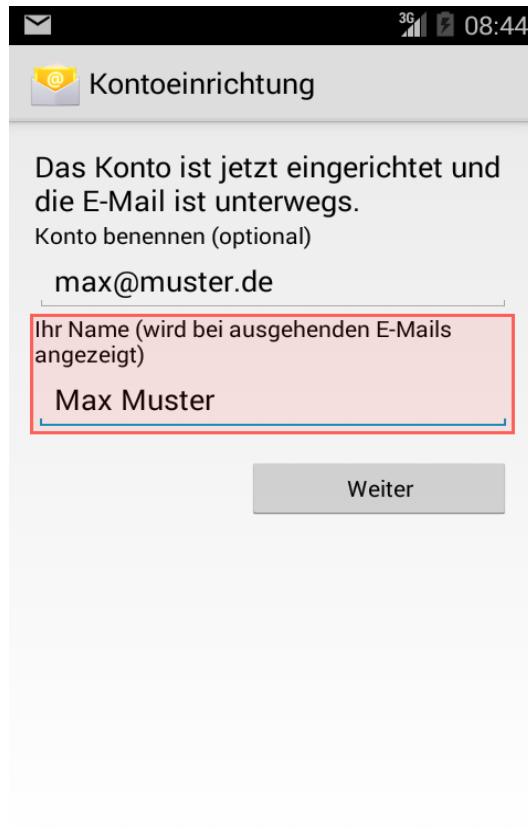 3G 08:44
Kontoeinrichtung
Das Konto ist jetzt eingerichtet und
die E-Mail ist unterwegs.
Konto benennen (optional)
max@muster.de
Ihr Name (wird bei ausgehenden E-Mails
angezeigt)
Max Muster
Weiter